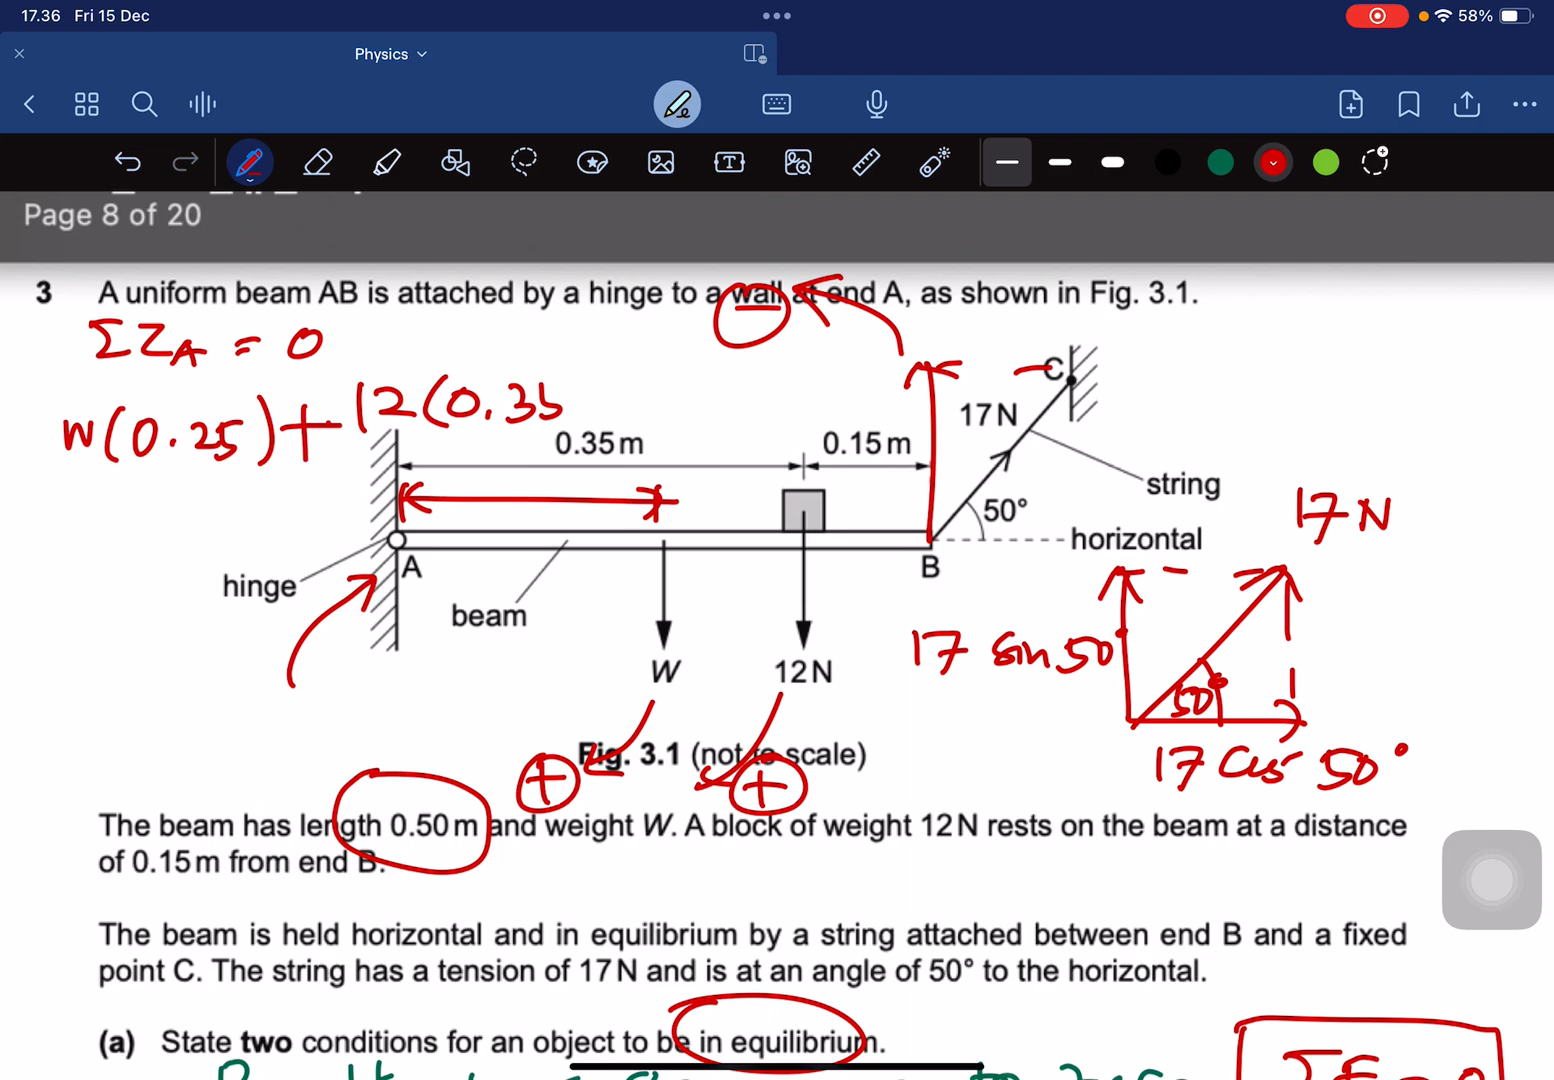 17.36 Fri 15 Dec
58%
Physics
Page 8 of 20
3 A uniform beam AB is attached by a hinge to a wall at end A, as shown in Fig. 3.1.
ΣτA = 0
W(0.25) + 12(0.35
0.35 m
0.15 m
17 N
C
string
50°
horizontal
17 N
hinge
A
B
beam
W
12 N
17 sin 50
50
17 cos 50°
+
+
Fig. 3.1 (not to scale)
The beam has length 0.50 m and weight W. A block of weight 12 N rests on the beam at a distance
of 0.15 m from end B.
The beam is held horizontal and in equilibrium by a string attached between end B and a fixed
point C. The string has a tension of 17 N and is at an angle of 50° to the horizontal.
(a) State two conditions for an object to be in equilibrium.